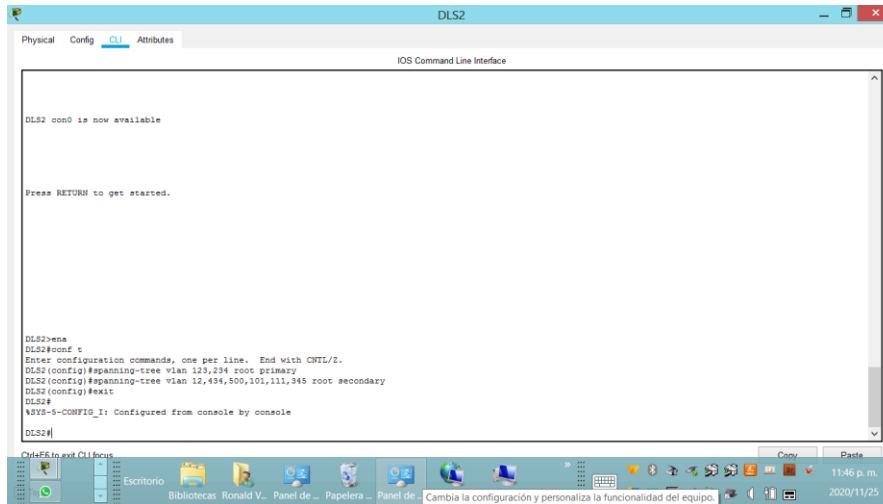 DLS2
Physical Config CLI Attributes
IOS Command Line Interface
DLS2 con0 is now available
Press RETURN to get started.
DLS2>ena
DLS2#conf t
Enter configuration commands, one per line. End with CNTL/Z.
DLS2(config)#spanning-tree vlan 123,234 root primary
DLS2(config)#spanning-tree vlan 12,434,500,101,111,345 root secondary
DLS2(config)#exit
DLS2#
%SYS-5-CONFIG_I: Configured from console by console
DLS2#
Ctrl+F6 to exit CLI focus
Copy Paste
Escritorio
11:46 p. m.
Bibliotecas Ronald V... Panel de ... Papelera ... Panel de ...
Cambia la configuración y personaliza la funcionalidad del equipo.
2020/11/25